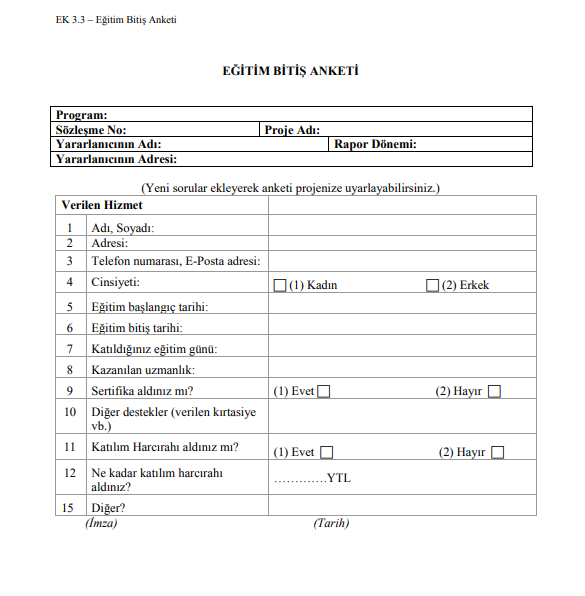 EK 3.3 – Eğitim Bitiş Anketi
EĞİTİM BİTİŞ ANKETİ
Program:
Sözleşme No: Proje Adı:
Yararlanıcının Adı: Rapor Dönemi:
Yararlanıcının Adresi:
(Yeni sorular ekleyerek anketi projenize uyarlayabilirsiniz.)
Verilen Hizmet
1 Adı, Soyadı:
2 Adresi:
3 Telefon numarası, E-Posta adresi:
4 Cinsiyeti: (1) Kadın (2) Erkek
5 Eğitim başlangıç tarihi:
6 Eğitim bitiş tarihi:
7 Katıldığınız eğitim günü:
8 Kazanılan uzmanlık:
9 Sertifika aldınız mı? (1) Evet (2) Hayır
10 Diğer destekler (verilen kırtasiye
vb.)
11 Katılım Harcırahı aldınız mı? (1) Evet (2) Hayır
12 Ne kadar katılım harcırahı
aldınız? ………….YTL
15 Diğer?
(İmza) (Tarih)